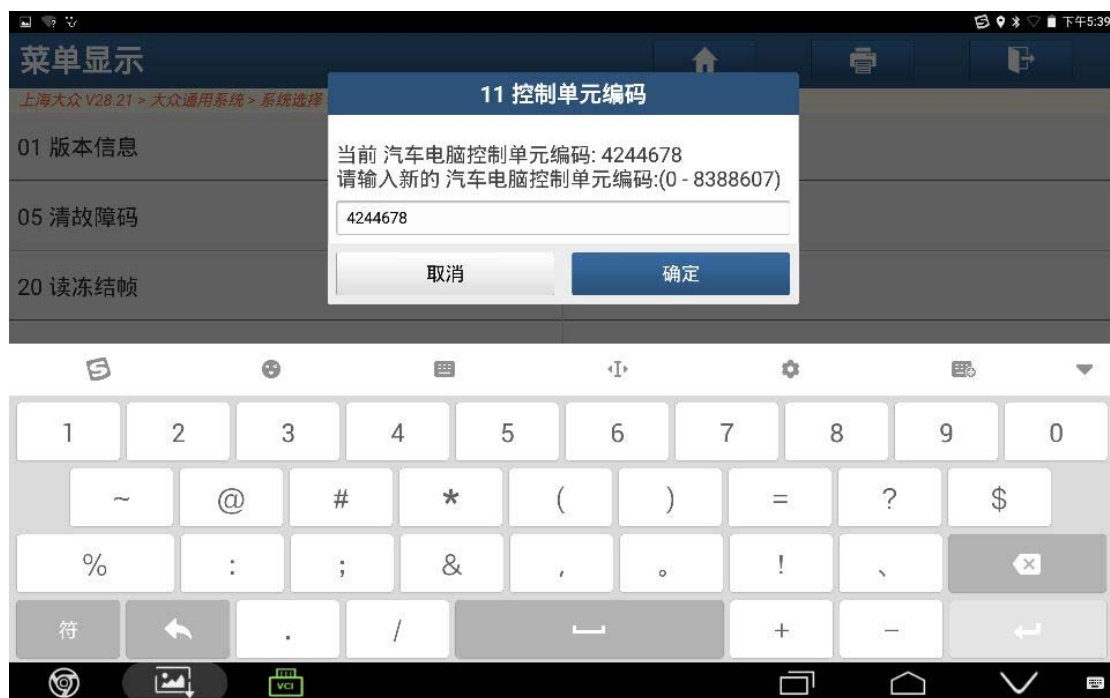 下午5:39
菜单显示
上海大众 V28.21 > 大众通用系统 > 系统选择
11 控制单元编码
01 版本信息
当前 汽车电脑控制单元编码: 4244678
请输入新的 汽车电脑控制单元编码:(0 - 8388607)
4244678
05 清故障码
取消 确定
20 读冻结帧
1 2 3 4 5 6 7 8 9 0
~ @ # * ( ) = ? $
% : ; & , 。 ! 、
符 . / + −
VCI